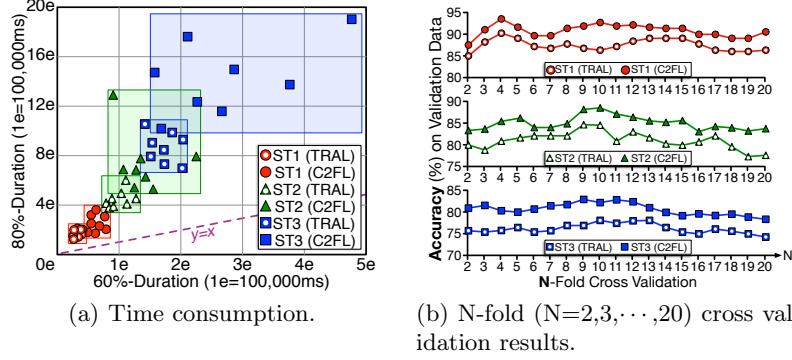 80%-Duration (1e=100,000ms)
20e
16e
12e
8e
4e
0e
1e
2e
3e
4e
5e
60%-Duration (1e=100,000ms)
y=x
ST1 (TRAL)
ST1 (C2FL)
ST2 (TRAL)
ST2 (C2FL)
ST3 (TRAL)
ST3 (C2FL)
(a) Time consumption.
Accuracy (%) on Validation Data
95
90
85
80
ST1 (TRAL) ST1 (C2FL)
2 3 4 5 6 7 8 9 10 11 12 13 14 15 16 17 18 19 20
90
85
80
75
ST2 (TRAL) ST2 (C2FL)
2 3 4 5 6 7 8 9 10 11 12 13 14 15 16 17 18 19 20
85
80
75
70
ST3 (TRAL) ST3 (C2FL)
2 3 4 5 6 7 8 9 10 11 12 13 14 15 16 17 18 19 20 N
N-Fold Cross Validation
(b) N-fold (N=2,3,⋯,20) cross val-
idation results.